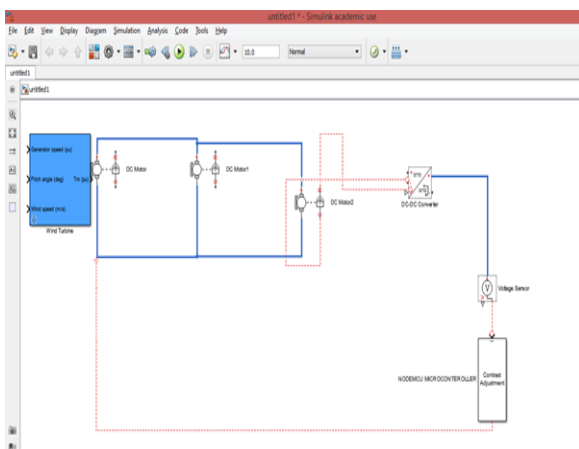 untitled1 * - Simulink academic use
File Edit View Display Diagram Simulation Analysis Code Tools Help
10.0 Normal
untitled1
untitled1
Generator speed (pu)
Pitch angle (deg) Tm (pu)
Wind speed (m/s)
Wind Turbine
DC Motor
DC Motor1
DC Motor2
DC-DC Converter
Voltage Sensor
V
NODEMCU MICROCONTEROLLER
Contrast
Adjustment